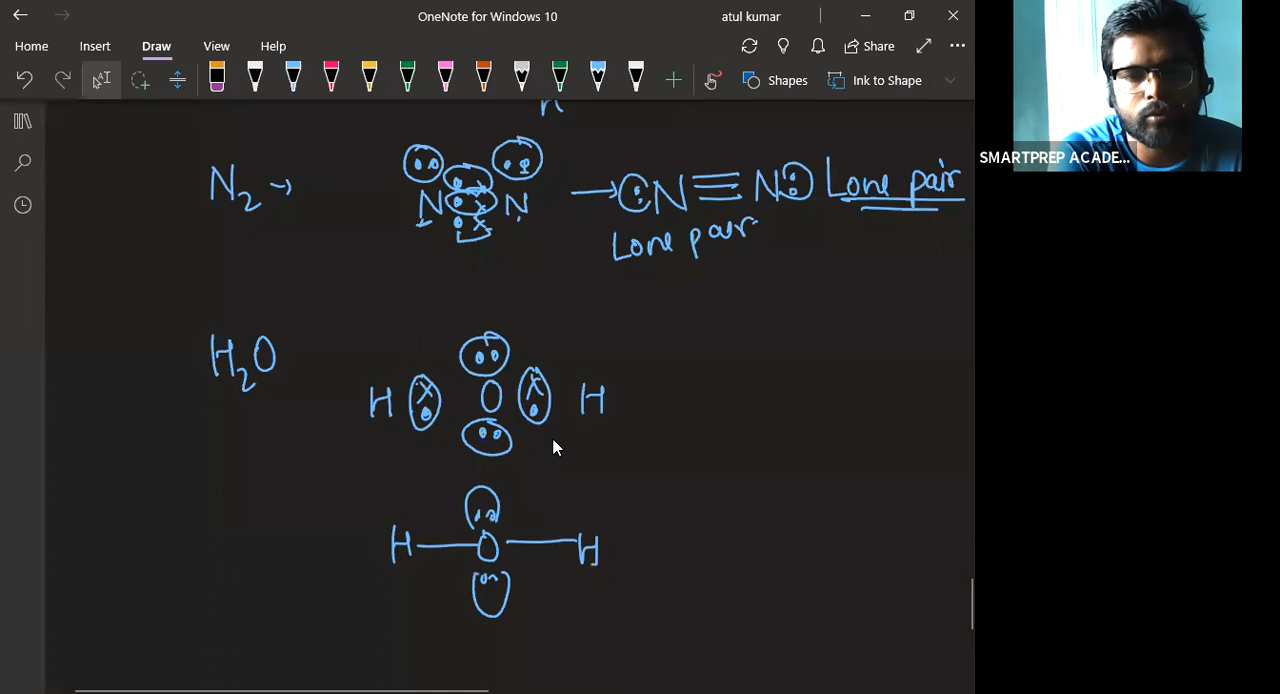 OneNote for Windows 10
atul kumar
Home Insert Draw View Help
Share
Shapes
Ink to Shape
SMARTPREP ACADE...
N2 →
N N → N ≡ N Lone pair
Lone pair
H2O
H x O x H
H — O — H